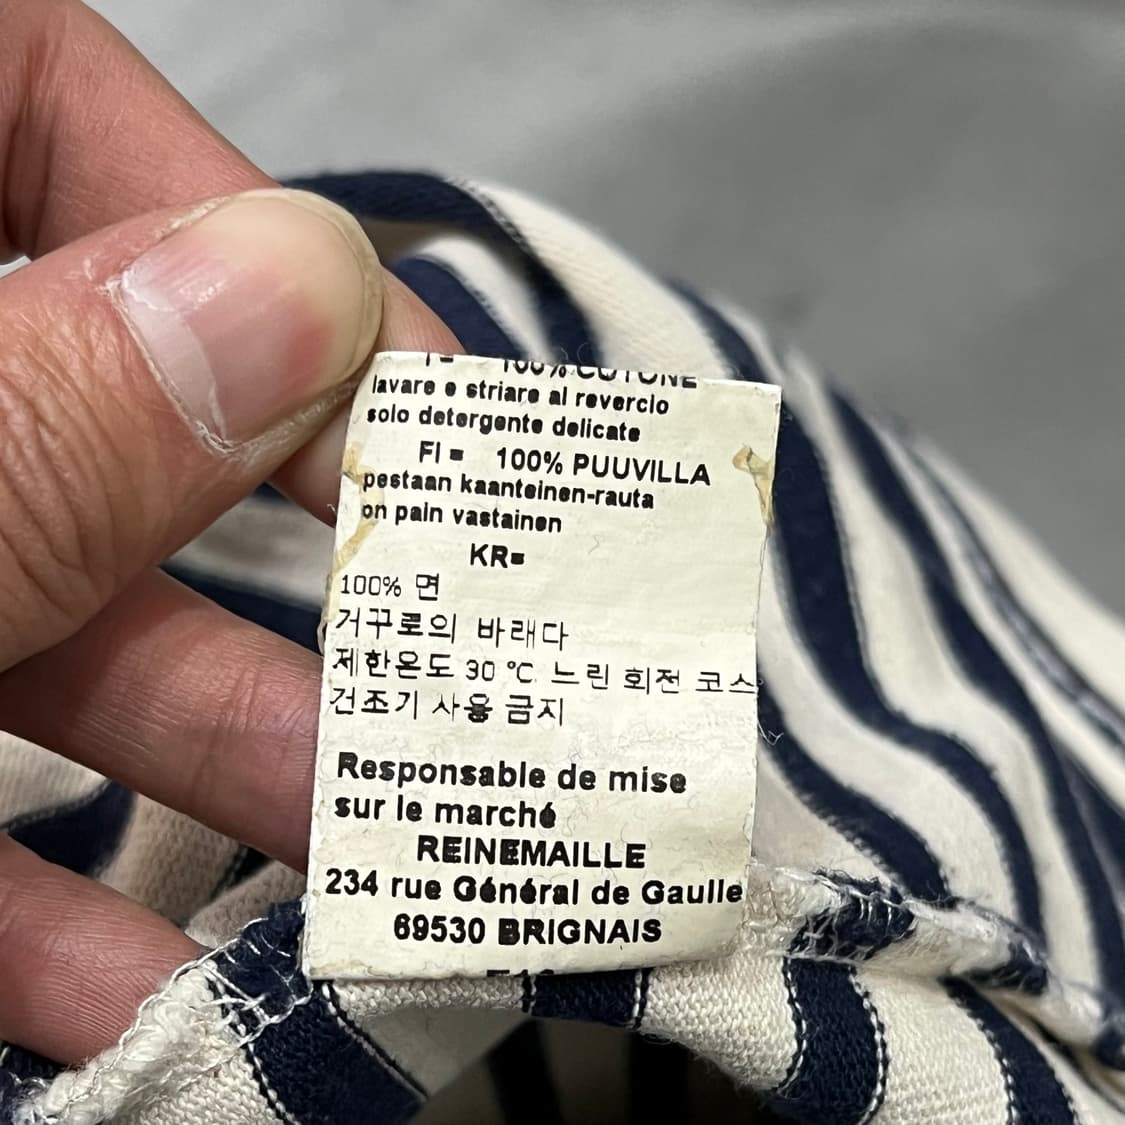 100% COTONE
lavare e striare al revercio
solo detergente delicate
FI = 100% PUUVILLA
pestaan kaanteinen-rauta
on pain vastainen
KR=
100% 면
거꾸로의 바래다
제한온도 30 °C 느린 회전 코스
건조기 사용 금지
Responsable de mise
sur le marché
REINEMAILLE
234 rue Général de Gaulle
69530 BRIGNAIS